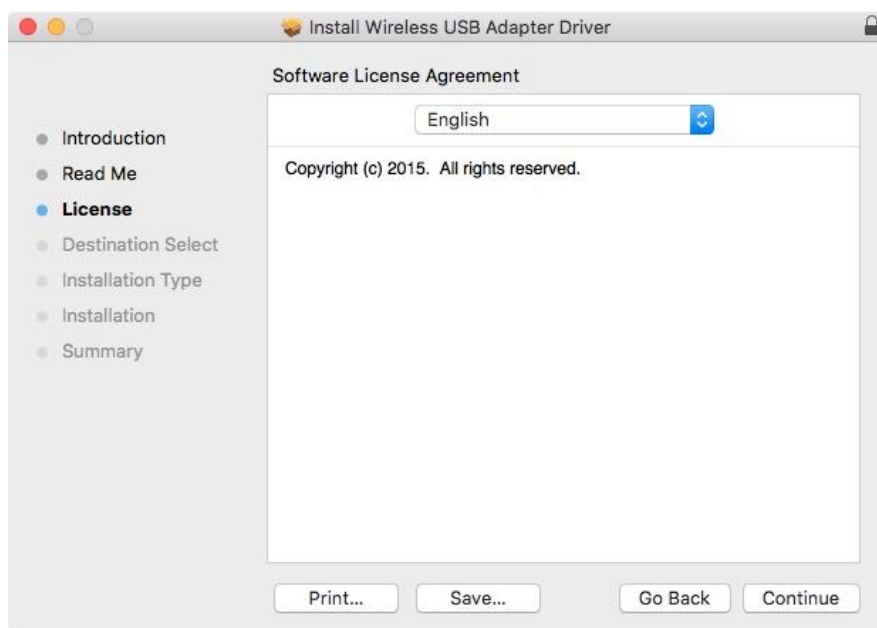 Install Wireless USB Adapter Driver
Software License Agreement
Introduction
Read Me
License
Destination Select
Installation Type
Installation
Summary
English
Copyright (c) 2015.  All rights reserved.
Print...
Save...
Go Back
Continue